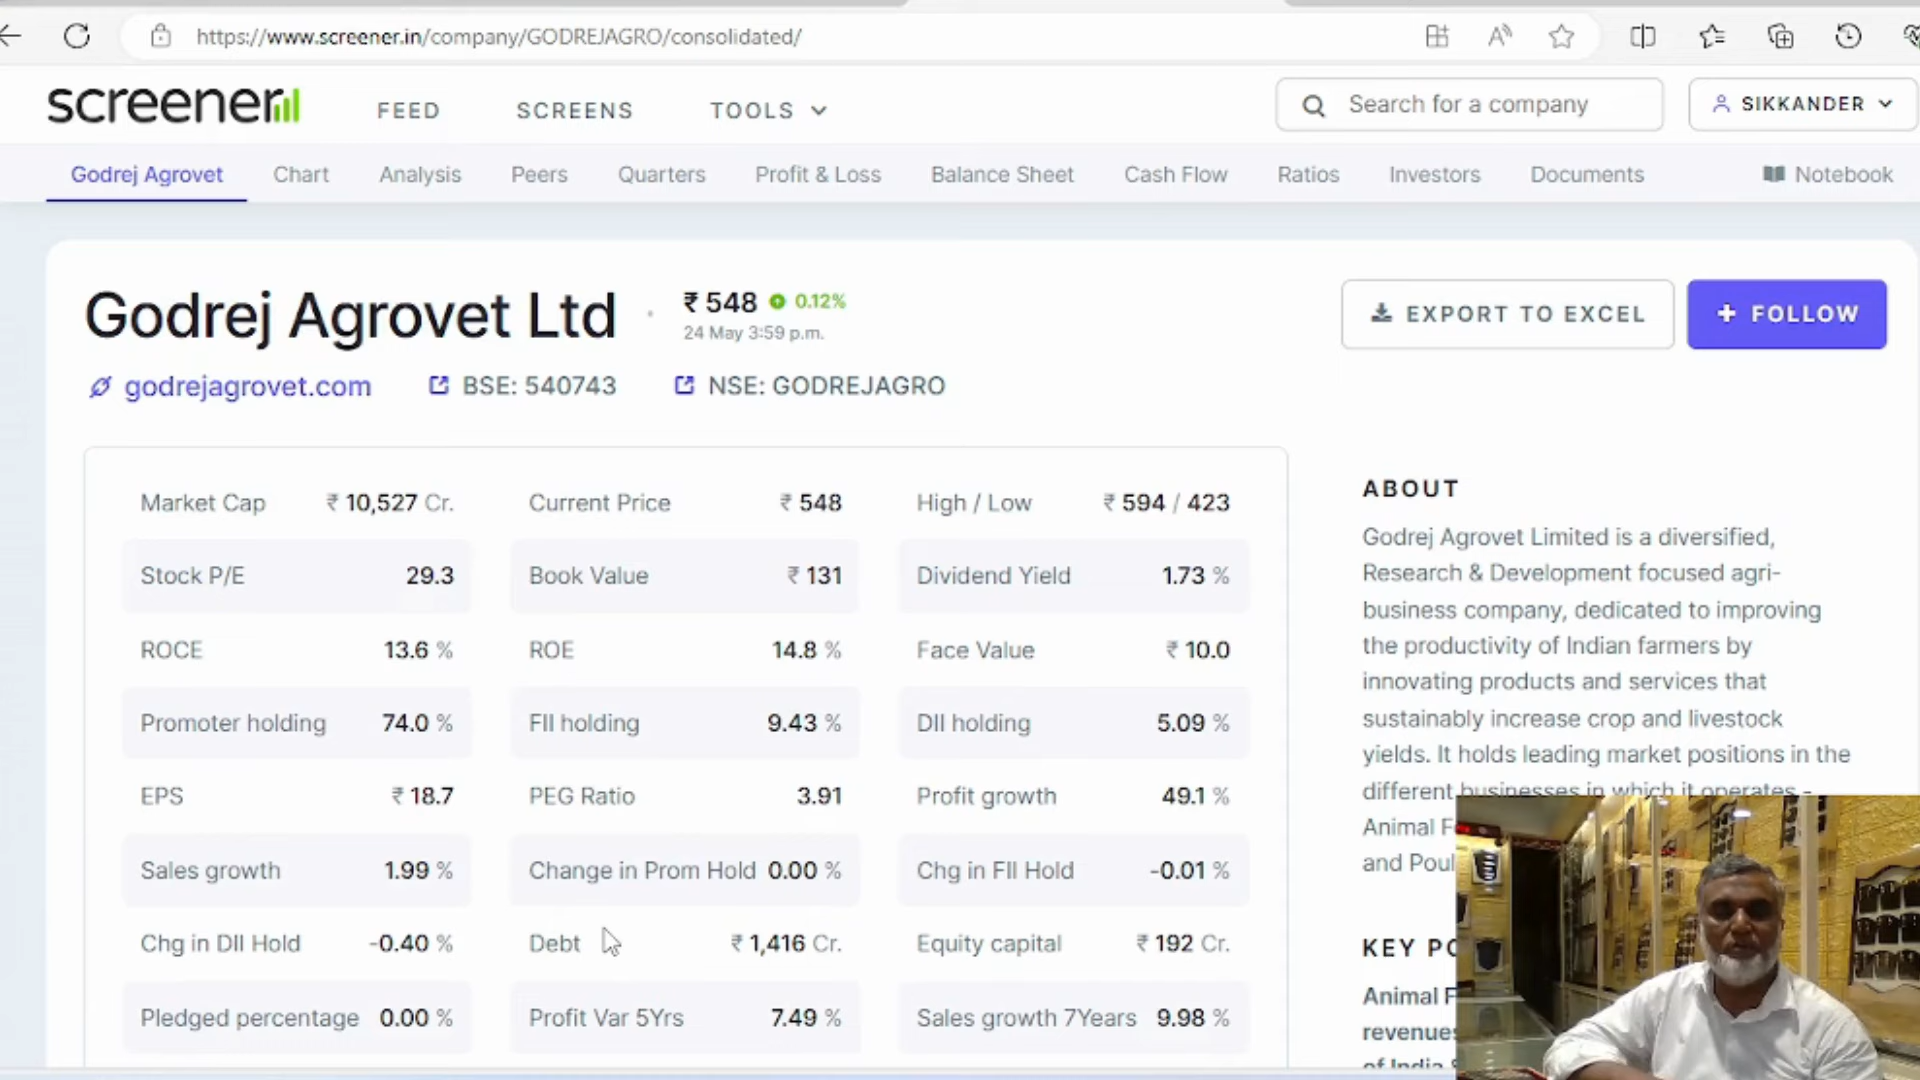 https://www.screener.in/company/GODREJAGRO/consolidated/
screener
FEED
SCREENS
TOOLS
Search for a company
SIKKANDER
Godrej Agrovet
Chart
Analysis
Peers
Quarters
Profit & Loss
Balance Sheet
Cash Flow
Ratios
Investors
Documents
Notebook
Godrej Agrovet Ltd
₹ 548 0.12%
24 May 3:59 p.m.
EXPORT TO EXCEL
+ FOLLOW
godrejagrovet.com
BSE: 540743
NSE: GODREJAGRO
Market Cap ₹ 10,527 Cr.
Current Price ₹ 548
High / Low ₹ 594 / 423
Stock P/E 29.3
Book Value ₹ 131
Dividend Yield 1.73 %
ROCE 13.6 %
ROE 14.8 %
Face Value ₹ 10.0
Promoter holding 74.0 %
FII holding 9.43 %
DII holding 5.09 %
EPS ₹ 18.7
PEG Ratio 3.91
Profit growth 49.1 %
Sales growth 1.99 %
Change in Prom Hold 0.00 %
Chg in FII Hold -0.01 %
Chg in DII Hold -0.40 %
Debt ₹ 1,416 Cr.
Equity capital ₹ 192 Cr.
Pledged percentage 0.00 %
Profit Var 5Yrs 7.49 %
Sales growth 7Years 9.98 %
ABOUT
Godrej Agrovet Limited is a diversified,
Research & Development focused agri-
business company, dedicated to improving
the productivity of Indian farmers by
innovating products and services that
sustainably increase crop and livestock
yields. It holds leading market positions in the
different businesses in which it operates -
Animal F
and Poul
KEY PO
Animal F
revenues
of India